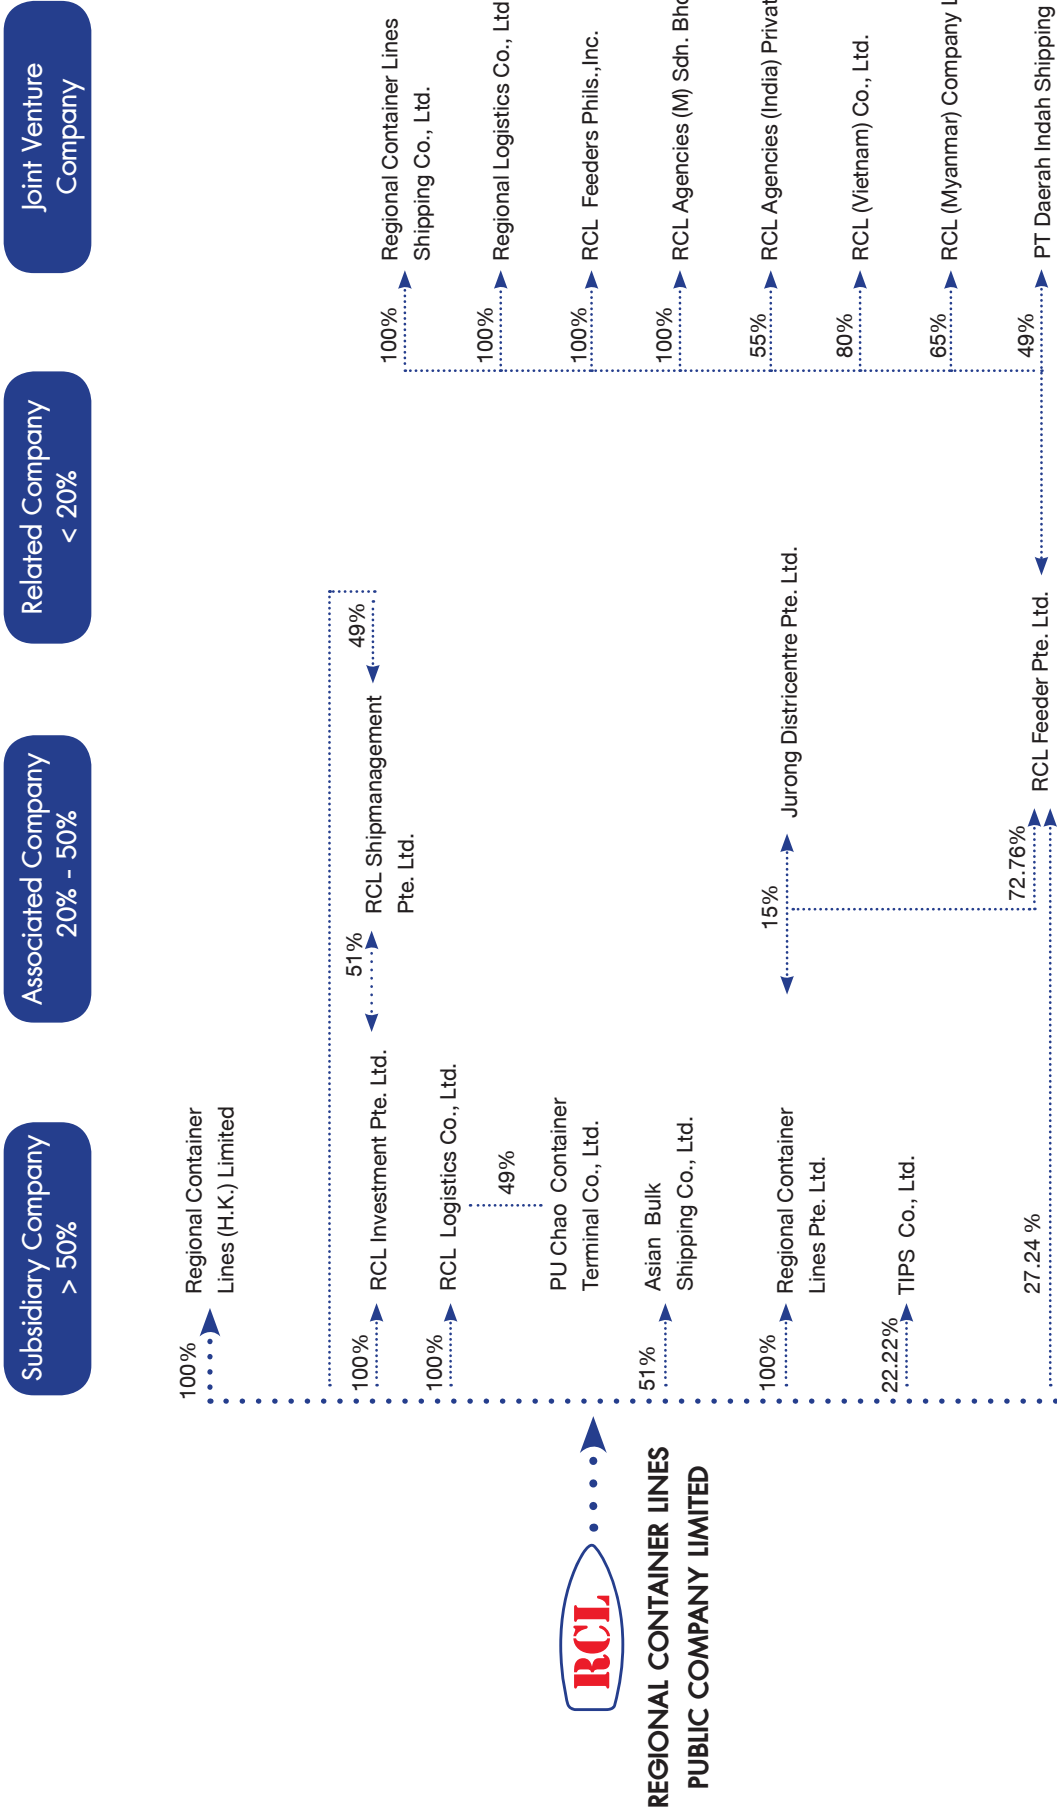 Subsidiary Company
> 50%
Associated Company
20% - 50%
Related Company
< 20%
Joint Venture
Company
100%
Regional Container
Lines (H.K.) Limited
49%
100%
RCL Investment Pte. Ltd.
51%
RCL Shipmanagement
Pte. Ltd.
100%
RCL Logistics Co., Ltd.
49%
PU Chao Container
Terminal Co., Ltd.
51%
Asian Bulk
Shipping Co., Ltd.
100%
Regional Container
Lines Pte. Ltd.
15%
Jurong Districentre Pte. Ltd.
22.22%
TIPS Co., Ltd.
72.76%
27.24 %
RCL Feeder Pte. Ltd.
100%
Regional Container Lines
Shipping Co., Ltd.
100%
Regional Logistics Co., Ltd
100%
RCL Feeders Phils.,Inc.
100%
RCL Agencies (M) Sdn. Bhd
55%
RCL Agencies (India) Privat
80%
RCL (Vietnam) Co., Ltd.
65%
RCL (Myanmar) Company L
49%
PT Daerah Indah Shipping
RCL
REGIONAL CONTAINER LINES
PUBLIC COMPANY LIMITED